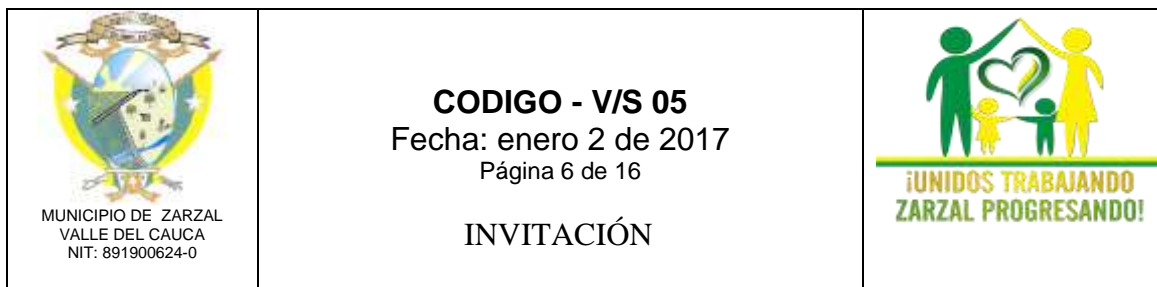 MUNICIPIO DE ZARZAL
VALLE DEL CAUCA
NIT: 891900624-0
CODIGO - V/S 05
Fecha: enero 2 de 2017
Página 6 de 16
INVITACIÓN
¡UNIDOS TRABAJANDO
ZARZAL PROGRESANDO!